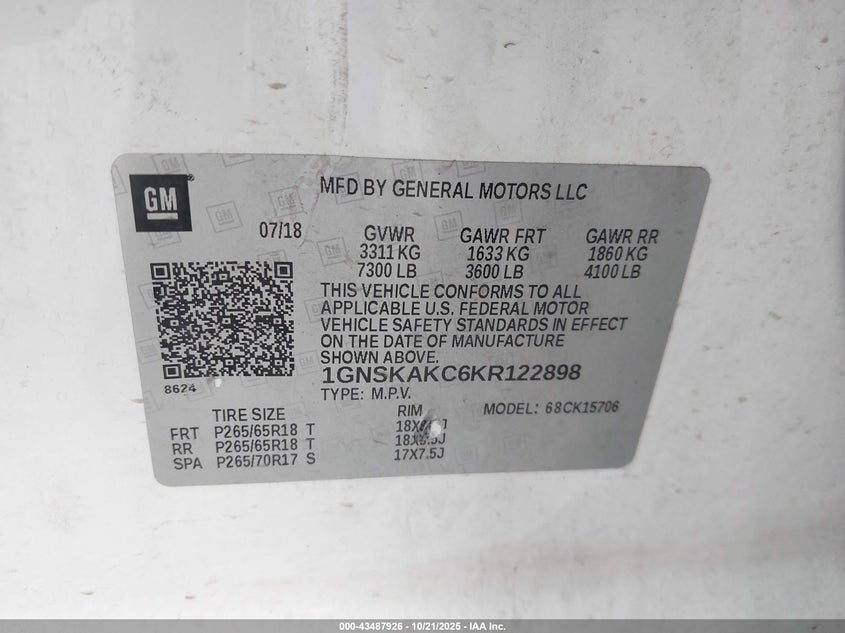 GM
MFD BY GENERAL MOTORS LLC
07/18
GVWR GAWR FRT GAWR RR
3311 KG 1633 KG 1860 KG
7300 LB 3600 LB 4100 LB
THIS VEHICLE CONFORMS TO ALL
APPLICABLE U.S. FEDERAL MOTOR
VEHICLE SAFETY STANDARDS IN EFFECT
ON THE DATE OF MANUFACTURE
SHOWN ABOVE.
8624
1GNSKAKC6KR122898
TYPE: M.P.V.
MODEL: 68CK15706
TIRE SIZE RIM
FRT P265/65R18 T
RR P265/65R18 T
SPA P265/70R17 S 17X7.5J
000-43487926 - 10/21/2025 - IAA Inc.